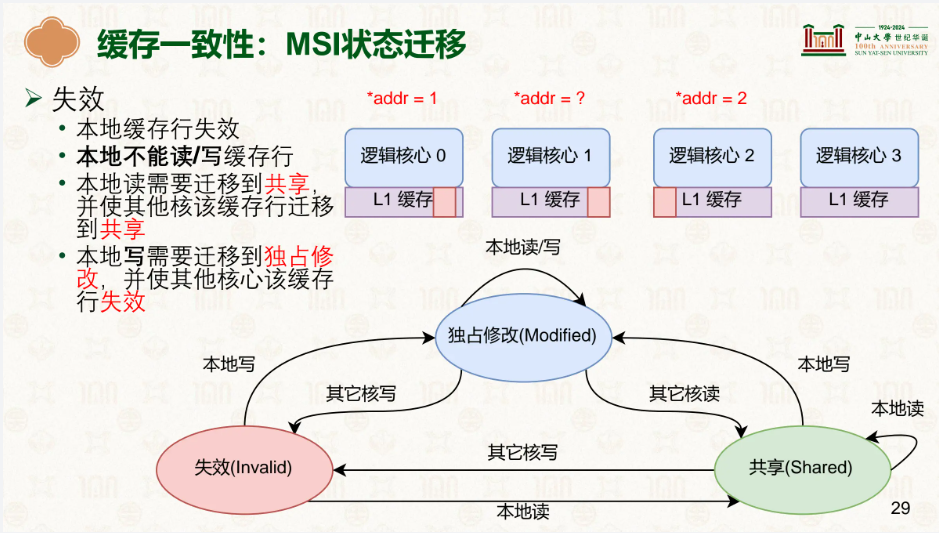 缓存一致性：MSI状态迁移
1924-2024
中山大學 世纪华诞
100th ANNIVERSARY
SUN YAT-SEN UNIVERSITY
失效
本地缓存行失效
本地不能读/写缓存行
本地读需要迁移到共享，
并使其他核该缓存行迁移
到共享
本地写需要迁移到独占修
改，并使其他核心该缓存
行失效
*addr = 1
*addr = ?
*addr = 2
逻辑核心 0
逻辑核心 1
逻辑核心 2
逻辑核心 3
L1 缓存
L1 缓存
L1 缓存
L1 缓存
本地读/写
独占修改(Modified)
本地写
其它核写
其它核读
本地写
本地读
失效(Invalid)
其它核写
共享(Shared)
本地读
29